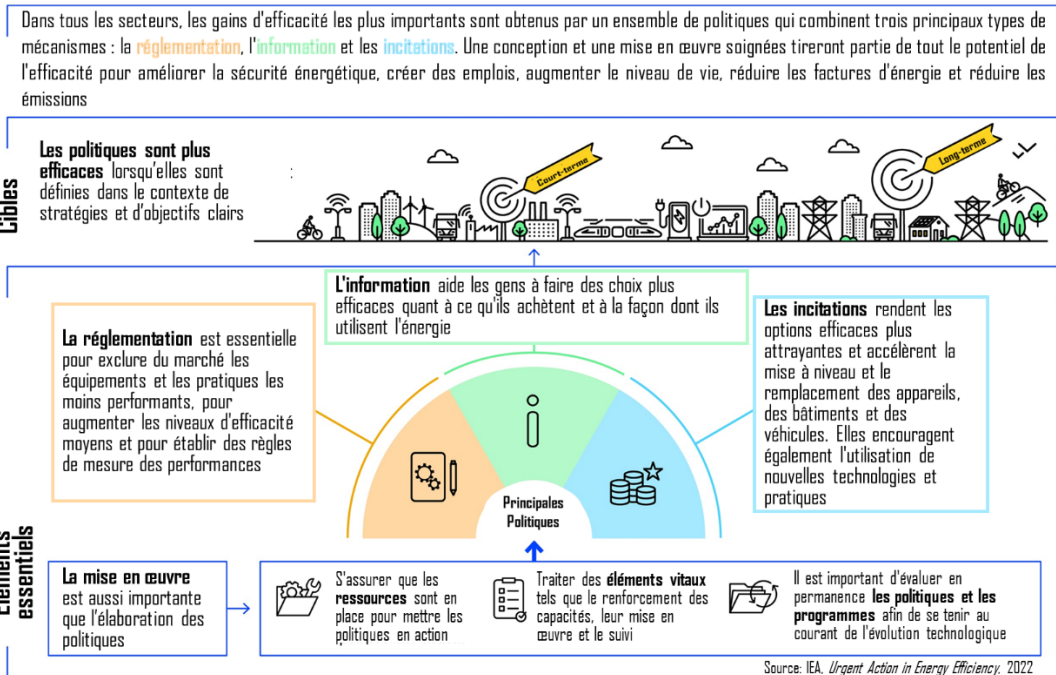 Dans tous les secteurs, les gains d'efficacité les plus importants sont obtenus par un ensemble de politiques qui combinent trois principaux types de
mécanismes : la réglementation, l'information et les incitations. Une conception et une mise en œuvre soignées tireront partie de tout le potentiel de
l'efficacité pour améliorer la sécurité énergétique, créer des emplois, augmenter le niveau de vie, réduire les factures d'énergie et réduire les
émissions
Cibles
Les politiques sont plus
efficaces lorsqu'elles sont :
définies dans le contexte de
stratégies et d'objectifs clairs
Court-terme
Long-terme
L'information aide les gens à faire des choix plus
efficaces quant à ce qu'ils achètent et à la façon dont ils
utilisent l'énergie
La réglementation est essentielle
pour exclure du marché les
équipements et les pratiques les
moins performants, pour
augmenter les niveaux d'efficacité
moyens et pour établir des règles
de mesure des performances
Les incitations rendent les
options efficaces plus
attrayantes et accélèrent la
mise à niveau et le
remplacement des appareils,
des bâtiments et des
véhicules. Elles encouragent
également l'utilisation de
nouvelles technologies et
pratiques
Principales
Politiques
Eléments
essentiels
La mise en œuvre
est aussi importante
que l'élaboration des
politiques
S'assurer que les
ressources sont en
place pour mettre les
politiques en action
Traiter des éléments vitaux
tels que le renforcement des
capacités, leur mise en
œuvre et le suivi
Il est important d'évaluer en
permanence les politiques et les
programmes afin de se tenir au
courant de l'évolution technologique
Source: IEA, Urgent Action in Energy Efficiency, 2022